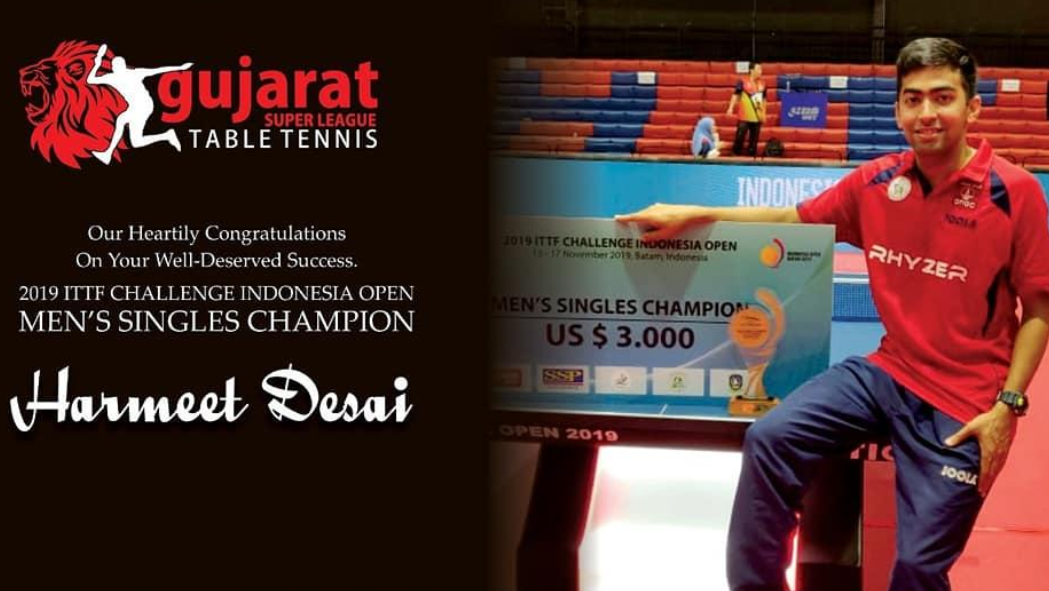 gujarat
SUPER LEAGUE
TABLE TENNIS
Our Heartily Congratulations
On Your Well-Deserved Success.
2019 ITTF CHALLENGE INDONESIA OPEN
MEN'S SINGLES CHAMPION
Harmeet Desai
INDONES
2019 ITTF CHALLENGE INDONESIA OPEN
13 - 17 November 2019, Batam, Indonesia
MEN'S SINGLES CHAMPION
US $ 3.000
SSP
OPEN 2019
JOOLA
RHYZER
JOOLA